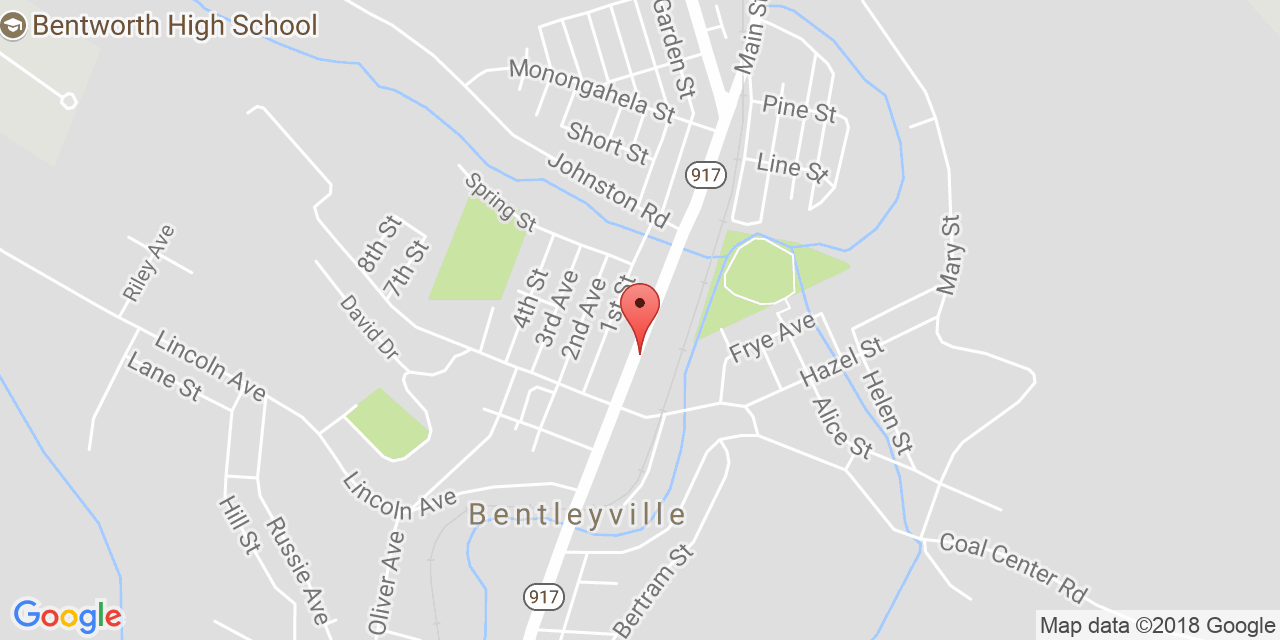 Bentworth High School
Garden St
Main St
Monongahela St
Pine St
Short St
Line St
Johnston Rd
917
Spring St
Riley Ave
8th St
7th St
Mary St
4th St
3rd Ave
2nd Ave
1st St
David Dr
Frye Ave
Lincoln Ave
Lane St
Hazel St
Helen St
Alice St
Lincoln Ave
Bentleyville
Hill St
Russie Ave
Oliver Ave
Coal Center Rd
917
Bertram St
Google
Map data ©2018 Google